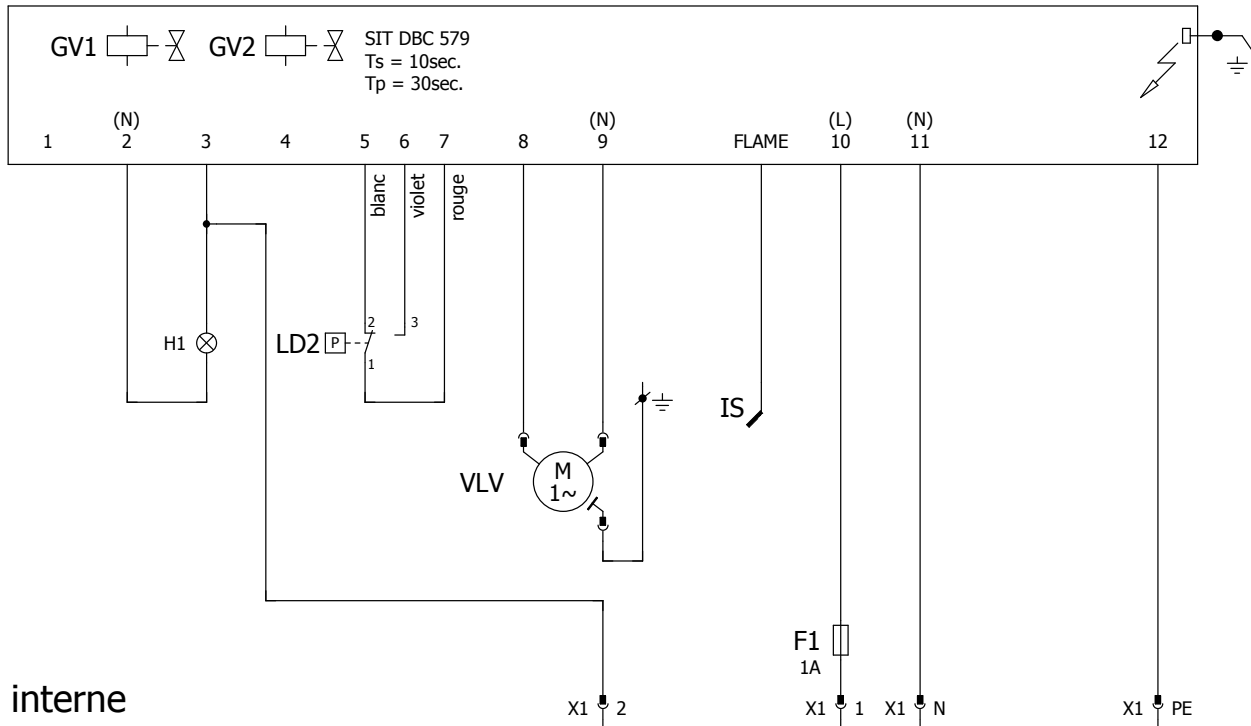 GV1 GV2 SIT DBC 579
Ts = 10sec.
Tp = 30sec.
(N) (N) (L) (N)
1 2 3 4 5 6 7 8 9 FLAME 10 11 12
blanc
violet
rouge
2 3
H1 LD2 P
1
IS
VLV M
1~
F1
1A
interne X1 2 X1 1 X1 N X1 PE